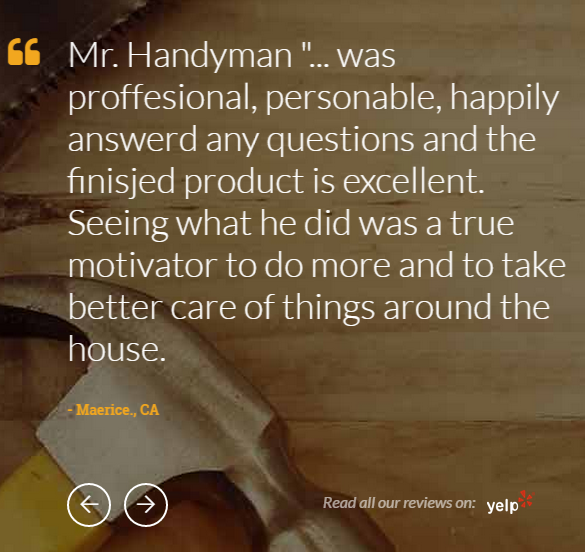 Mr. Handyman "... was
proffesional, personable, happily
answerd any questions and the
finisjed product is excellent.
Seeing what he did was a true
motivator to do more and to take
better care of things around the
house.
- Maerice., CA
Read all our reviews on: yelp